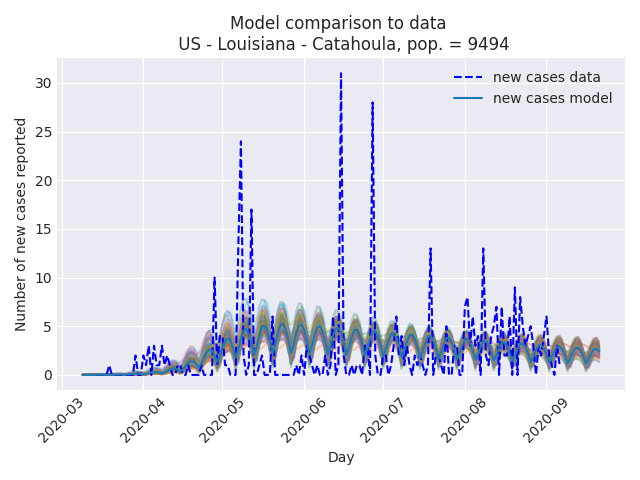 Model comparison to data
US - Louisiana - Catahoula, pop. = 9494
new cases data
new cases model
Number of new cases reported
30
25
20
15
10
5
0
2020-03
2020-04
2020-05
2020-06
2020-07
2020-08
2020-09
Day